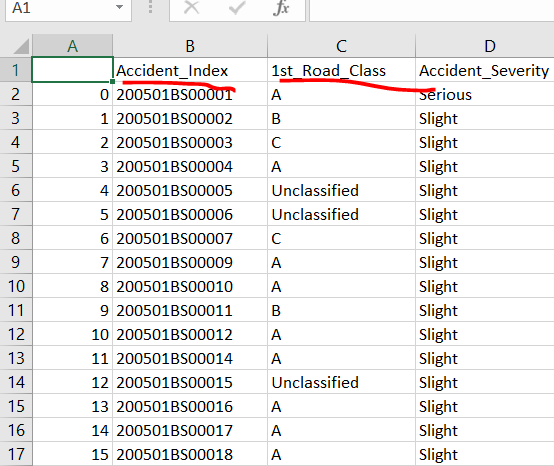 A1 fx
A B C D
1 Accident_Index 1st_Road_Class Accident_Severity
2 0 200501BS00001 A Serious
3 1 200501BS00002 B Slight
4 2 200501BS00003 C Slight
5 3 200501BS00004 A Slight
6 4 200501BS00005 Unclassified Slight
7 5 200501BS00006 Unclassified Slight
8 6 200501BS00007 C Slight
9 7 200501BS00009 A Slight
10 8 200501BS00010 A Slight
11 9 200501BS00011 B Slight
12 10 200501BS00012 A Slight
13 11 200501BS00014 A Slight
14 12 200501BS00015 Unclassified Slight
15 13 200501BS00016 A Slight
16 14 200501BS00017 A Slight
17 15 200501BS00018 A Slight